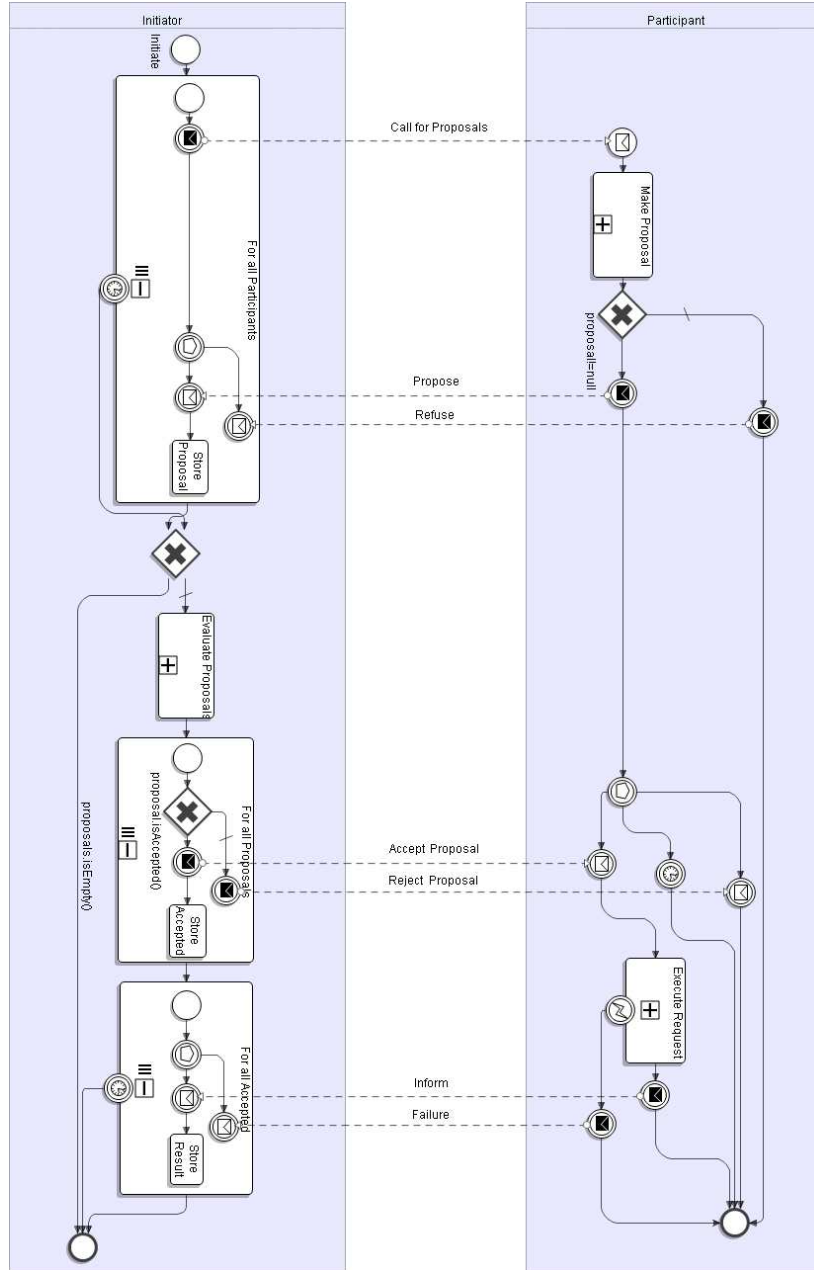 Initiator
Participant
Initiate
Call for Proposals
Make Proposal
For all Participants
proposal!=null
Propose
Refuse
Store
Proposal
Evaluate Proposals
proposals.isEmpty()
For all Proposals
proposal.isAccepted()
Accept Proposal
Reject Proposal
Store
Accepted
Execute Request
For all Accepted
Inform
Failure
Store
Result